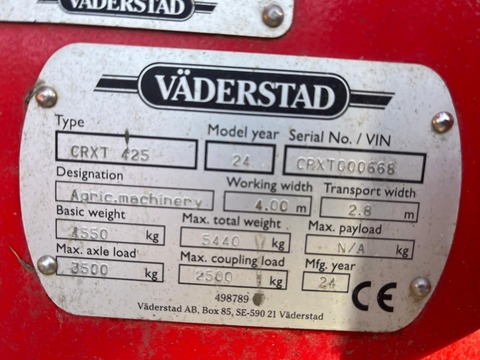 VÄDERSTAD
VÄDERSTAD
Type Model year Serial No. / VIN
CRXT 425 24 CRXT000668
Designation Working width Transport width
Agric.machinery 4.00 m 2.8 m
Basic weight Max. total weight Max. payload
4550 kg 5440 kg N/A kg
Max. axle load Max. coupling load Mfg. year
3500 kg 2500 kg 24 CE
498789
Väderstad AB, Box 85, SE-590 21 Väderstad